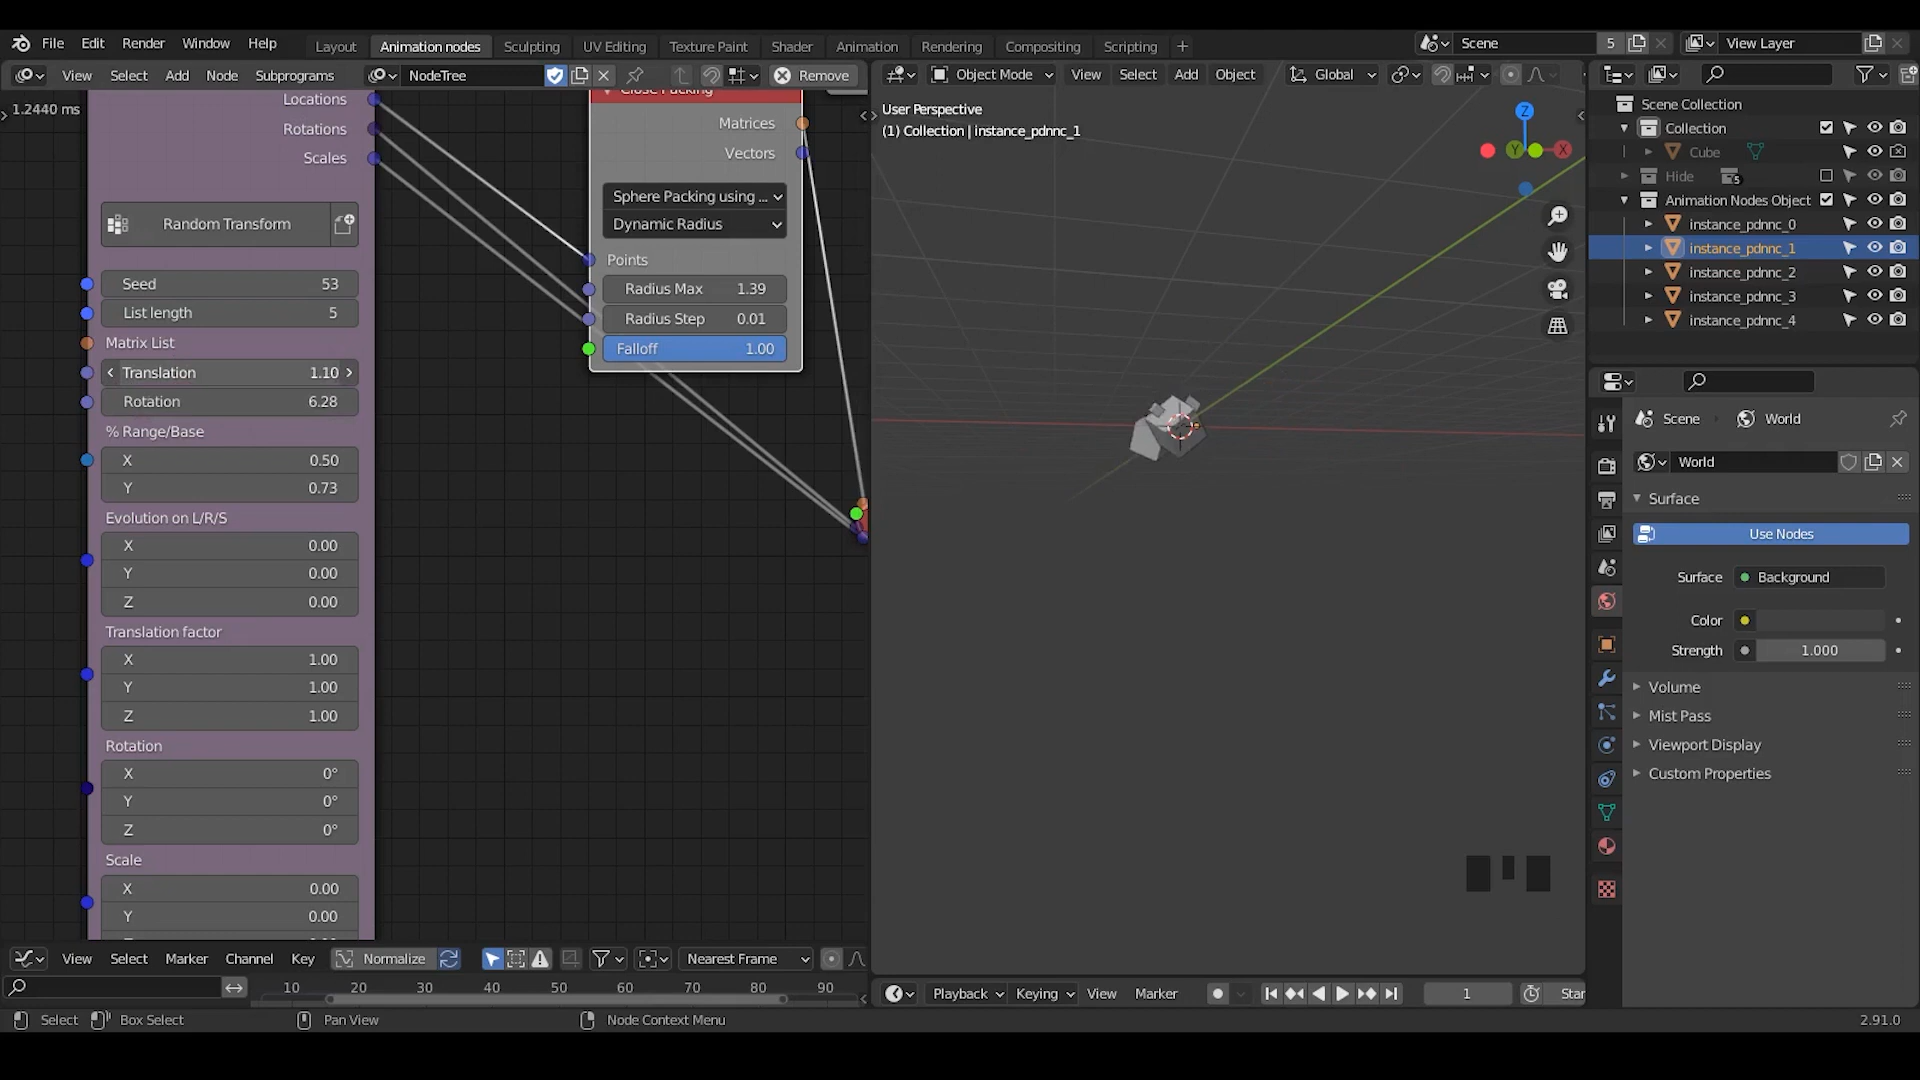 File Edit Render Window Help Layout Animation nodes Sculpting UV Editing Texture Paint Shader Animation Rendering Compositing Scripting + Scene 5 View Layer
View Select Add Node Subprograms NodeTree Remove
Object Mode View Select Add Object Global
1.2440 ms
Locations
Rotations
Scales
Random Transform
Seed 53
List length 5
Matrix List
Translation 1.10
Rotation 6.28
% Range/Base
X 0.50
Y 0.73
Evolution on L/R/S
X 0.00
Y 0.00
Z 0.00
Translation factor
X 1.00
Y 1.00
Z 1.00
Rotation
X 0°
Y 0°
Z 0°
Scale
X 0.00
Y 0.00
Close Packing
Matrices
Vectors
Sphere Packing using ...
Dynamic Radius
Points
Radius Max 1.39
Radius Step 0.01
Falloff 1.00
User Perspective
(1) Collection | instance_pdnnc_1
Z
Y
X
Scene Collection
Collection
Cube
Hide 5
Animation Nodes Object
instance_pdnnc_0
instance_pdnnc_1
instance_pdnnc_2
instance_pdnnc_3
instance_pdnnc_4
Scene World
World
Surface
Use Nodes
Surface Background
Color
Strength 1.000
Volume
Mist Pass
Viewport Display
Custom Properties
View Select Marker Channel Key Normalize Nearest Frame
10 20 30 40 50 60 70 80 90
Playback Keying View Marker 1 Star
Select Box Select Pan View Node Context Menu 2.91.0